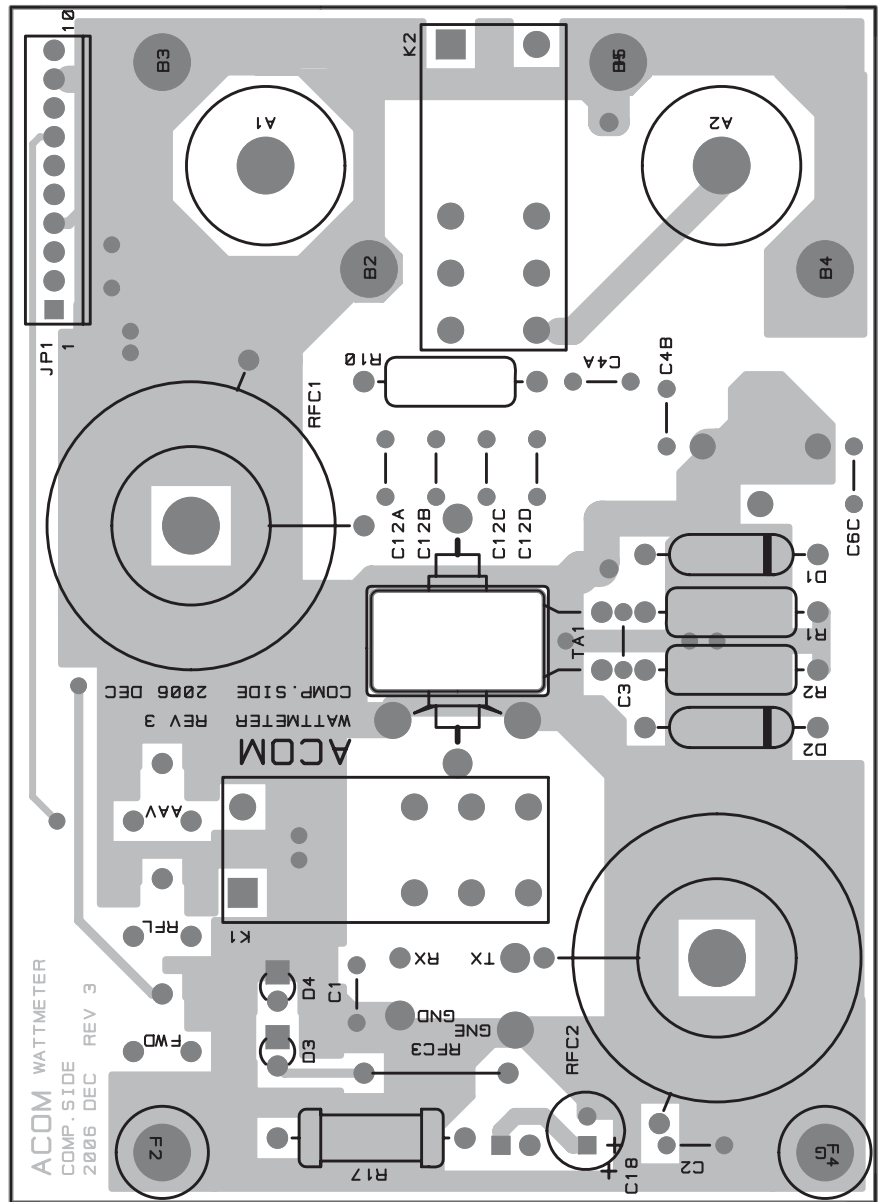 10
B3
K2
A1
A2
B2
B4
JP1
1
R10
C4A
C4B
RFC1
C12A
C12B
C12C
C12D
C6C
D1
R1
TA1
C3
R2
D2
COMP.SIDE 2006 DEC
WATTMETER REV 3
ACOM
AAV
RFL
K1
RX
TX
D4
C1
GND
GNE
FWD
D3
RFC3
RFC2
ACOM WATTMETER
COMP.SIDE
2006 DEC REV 3
F2
R17
+
+
C1B
C2
F4
G